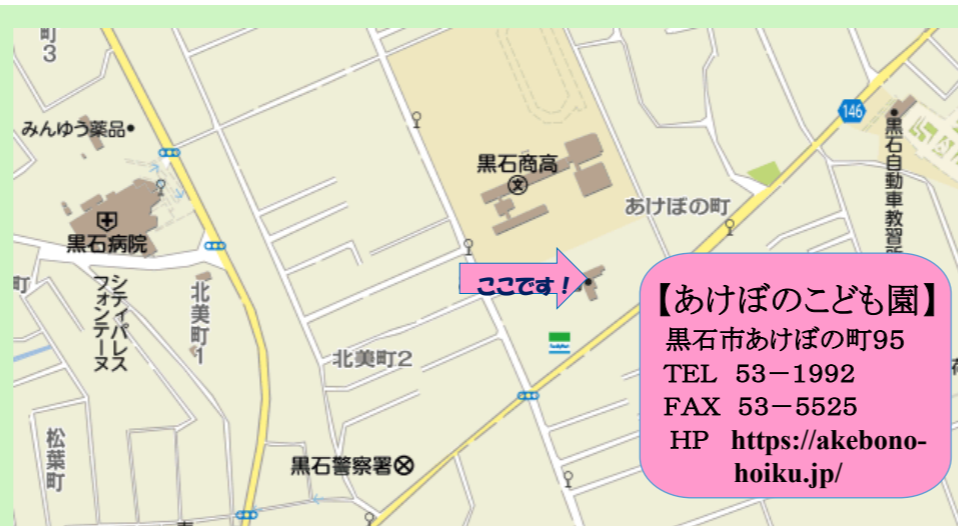 町
3
みんゆう薬品
黒石病院
町
シティパレス
フォンテーヌ
北美町1
松葉町
北美町2
黒石警察署
黒石商高
文
あけぼの町
146
黒石自動車教習所
ここです！
【あけぼのこども園】
黒石市あけぼの町95
TEL 53－1992
FAX 53－5525
HP https://akebono-
hoiku.jp/